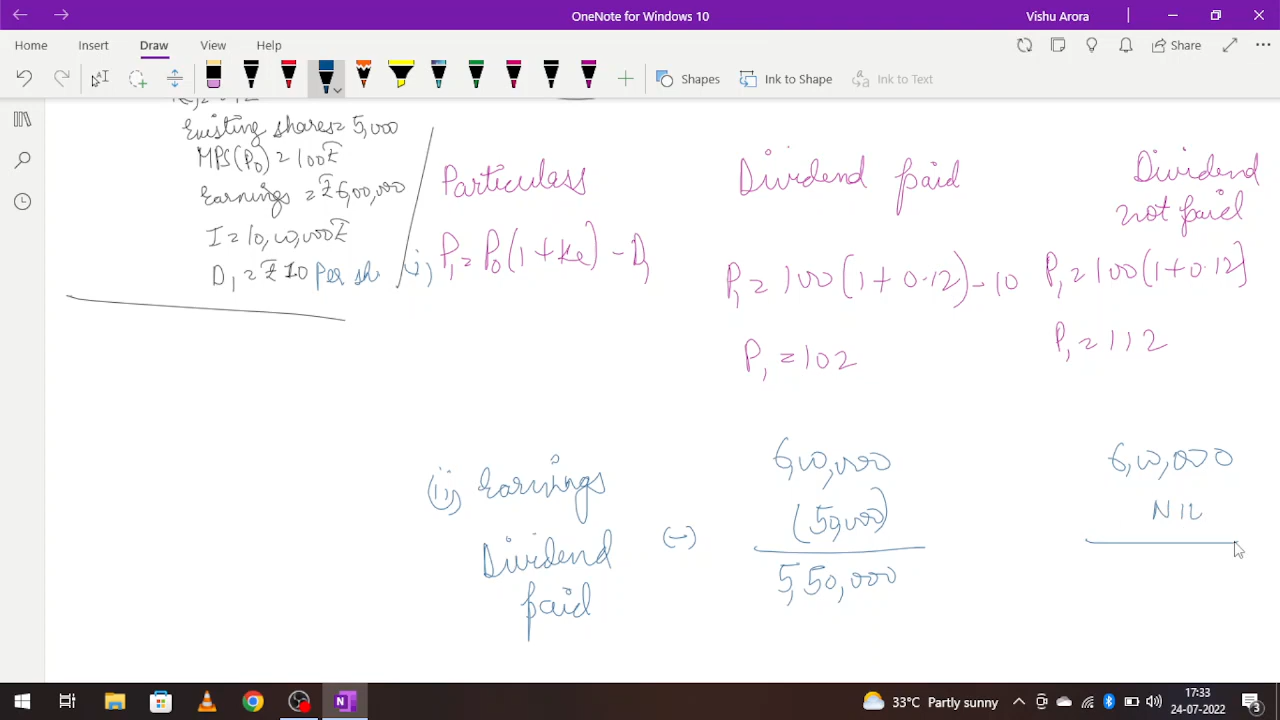 OneNote for Windows 10
Vishu Arora
Home Insert Draw View Help
Share
Shapes
Ink to Shape
Ink to Text
Existing shares = 5,000
MPS(P0) = 100₹
Earnings = ₹6,00,000
I = 10,00,000₹
D1 = ₹10 Per sh
Particulars
Dividend paid
Dividend
not paid
(i) P1 = P0(1+ke) - D1
P1 = 100(1+0.12) - 10
P1 = 100(1+0.12)
P1 = 102
P1 = 112
(ii) Earnings
6,00,000
6,00,000
Dividend
paid
(-)
(50,000)
NIL
5,50,000
33°C Partly sunny
17:33
24-07-2022
3